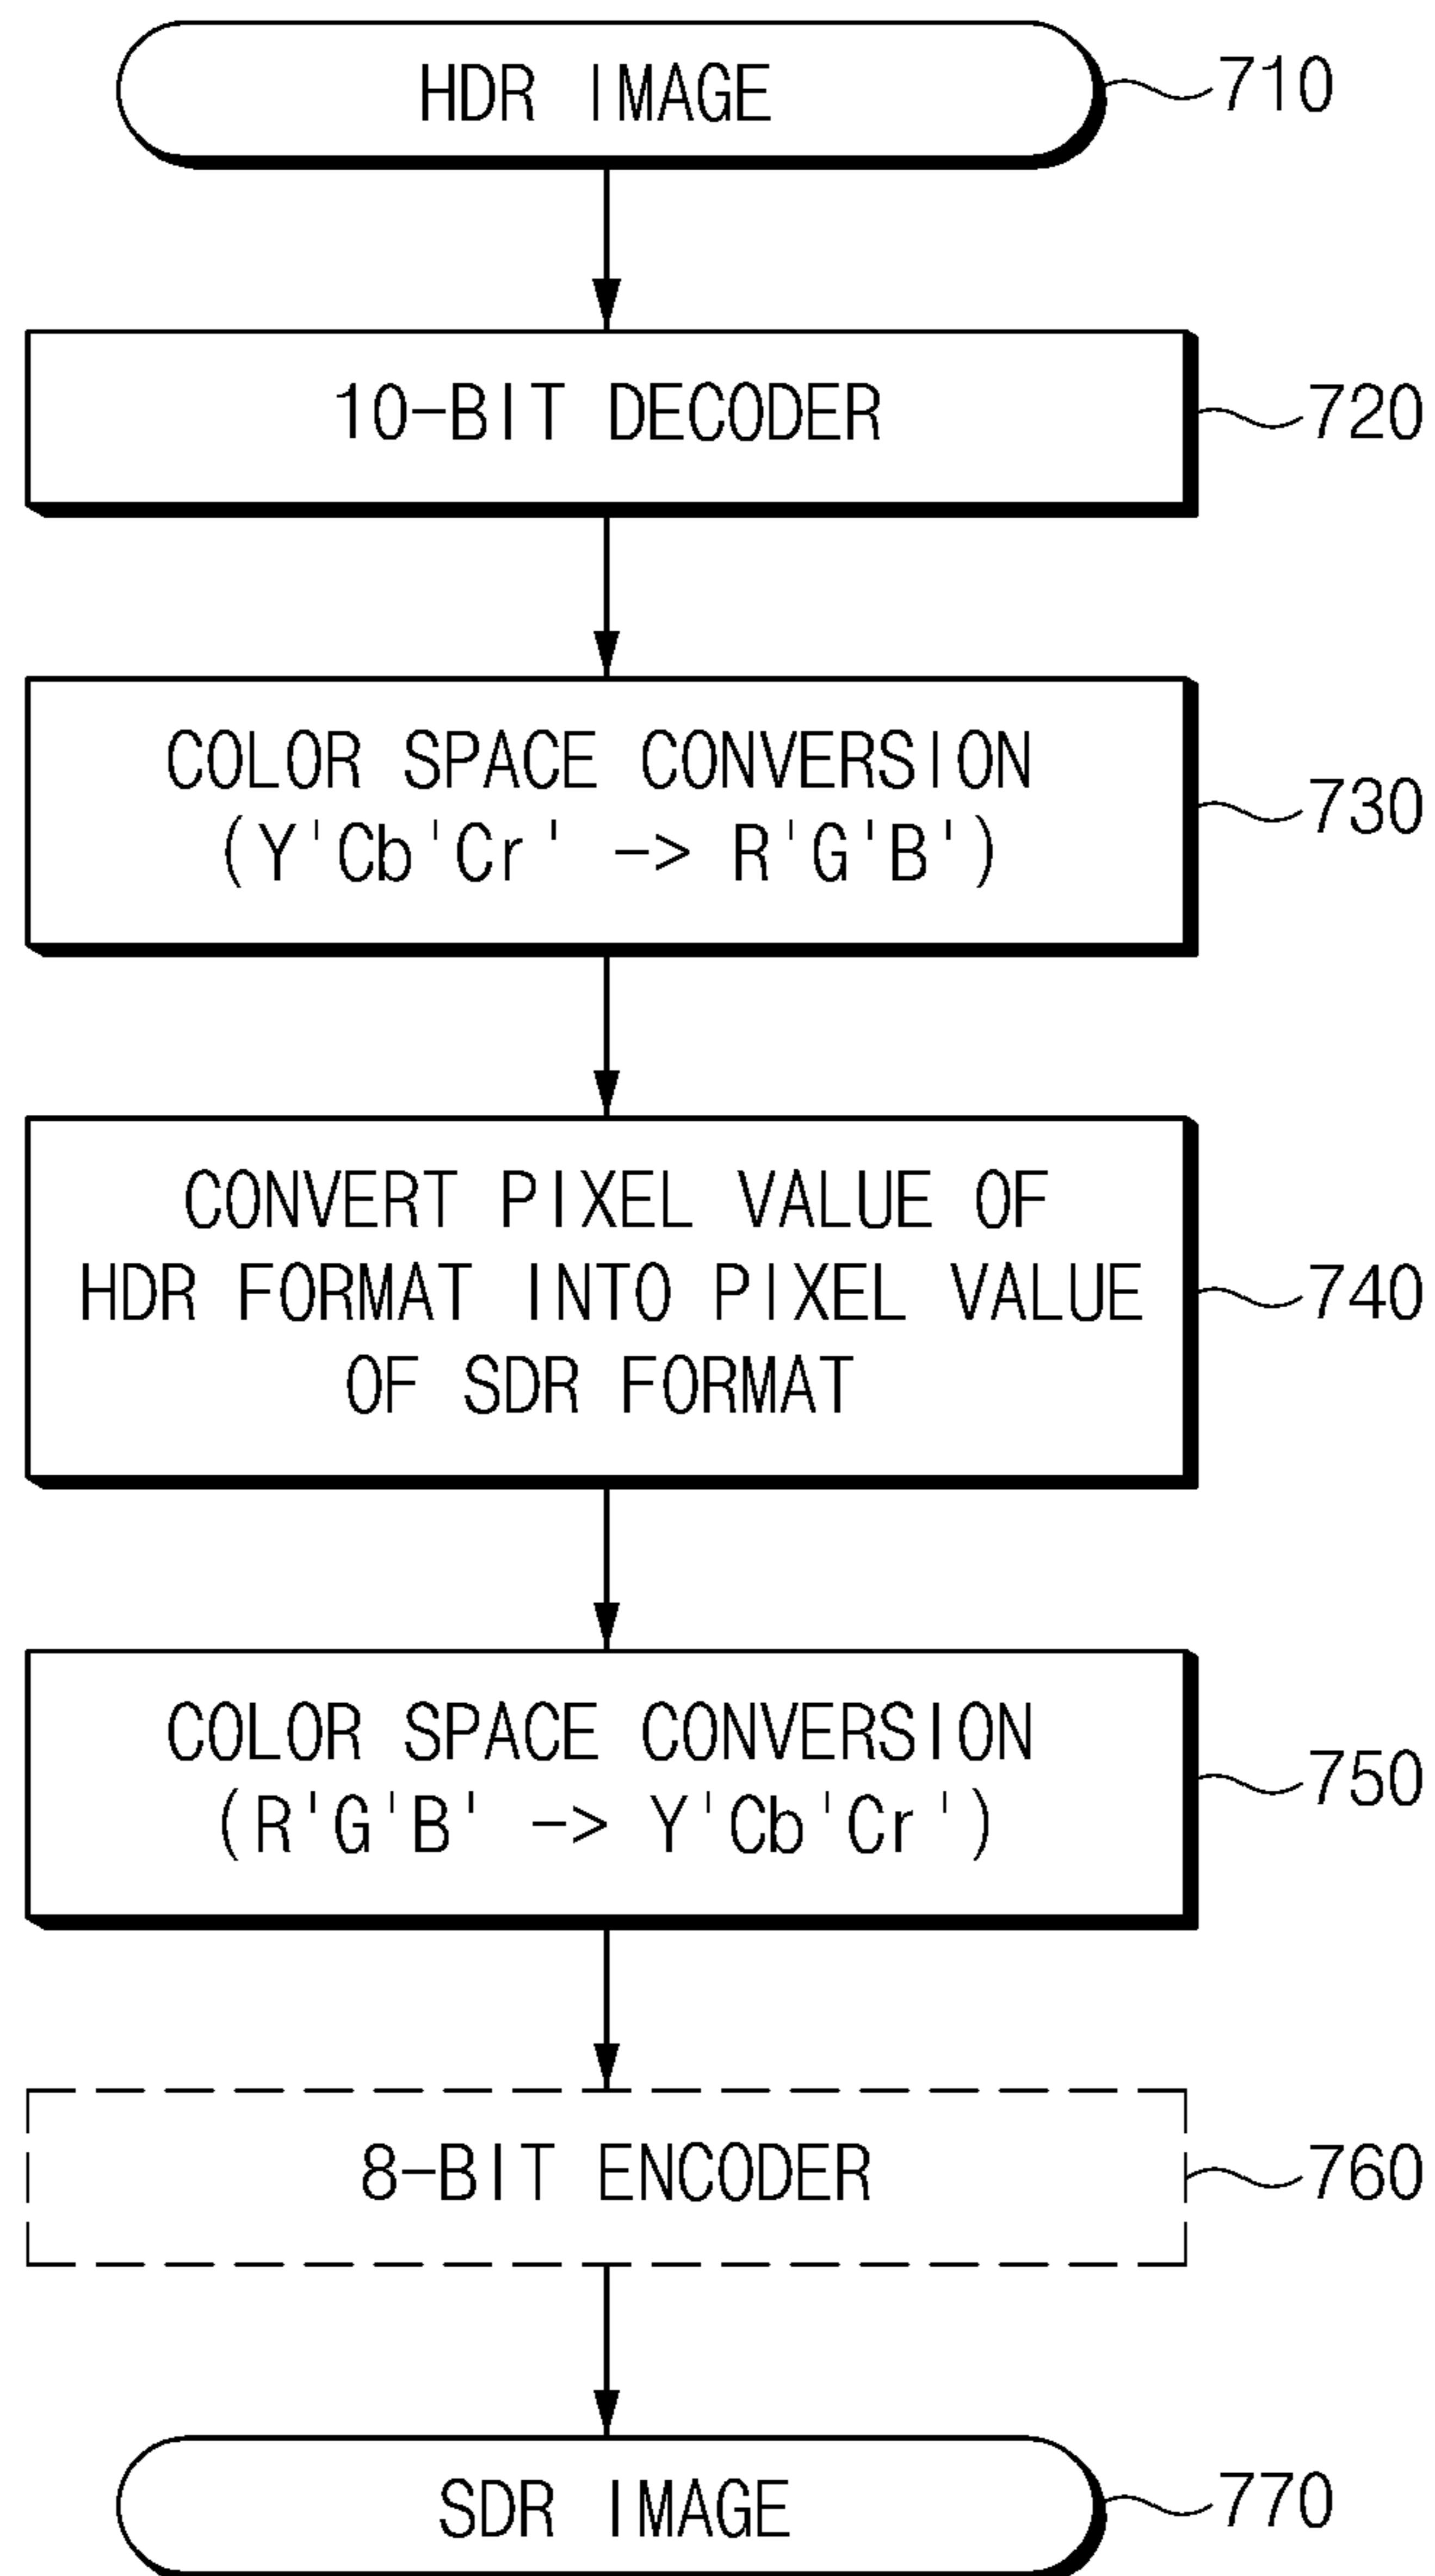 HDR IMAGE
710
10-BIT DECODER
720
COLOR SPACE CONVERSION
(Y'Cb'Cr' -> R'G'B')
730
CONVERT PIXEL VALUE OF
HDR FORMAT INTO PIXEL VALUE
OF SDR FORMAT
740
COLOR SPACE CONVERSION
(R'G'B' -> Y'Cb'Cr')
750
8-BIT ENCODER
760
SDR IMAGE
770